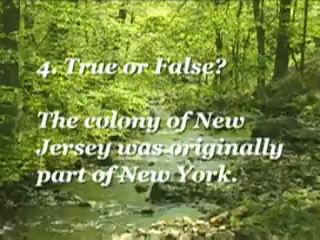 4. True or False?
The colony of New
Jersey was originally
part of New York.